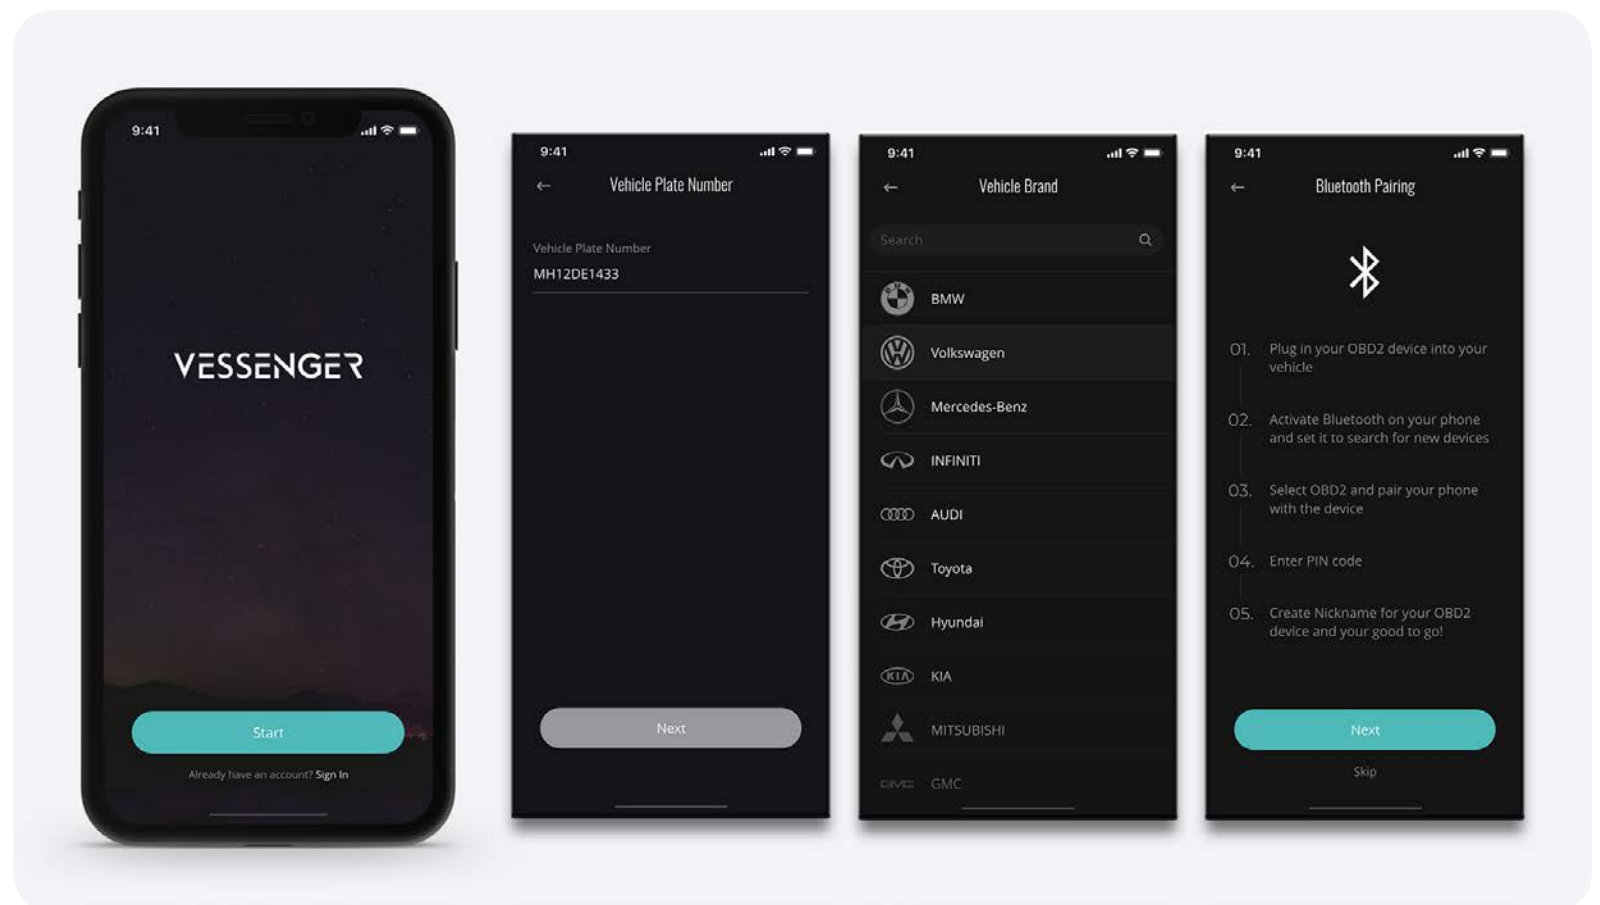 9:41
VESSENGER
Start
Already have an account? Sign In
9:41
Vehicle Plate Number
Vehicle Plate Number
MH12DE1433
Next
9:41
Vehicle Brand
Search
BMW
Volkswagen
Mercedes-Benz
INFINITI
AUDI
Toyota
Hyundai
KIA
KIA
MITSUBISHI
GMC
GMC
9:41
Bluetooth Pairing
01. Plug in your OBD2 device into your
vehicle
02. Activate Bluetooth on your phone
and set it to search for new devices
03. Select OBD2 and pair your phone
with the device
04. Enter PIN code
05. Create Nickname for your OBD2
device and your good to go!
Next
Skip